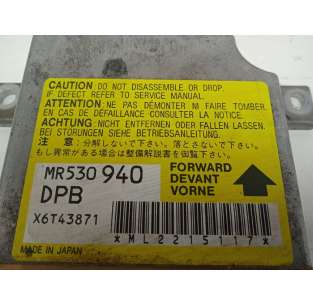 CAUTION: DO NOT DISASSEMBLE OR DROP.
IF DEFECT REFER TO SERVICE MANUAL.
ATTENTION: NE PAS DÉMONTER NI FAIRE TOMBER.
EN CAS DE DÉFAILLANCE CONSULTER LA NOTICE.
ACHTUNG: NICHT ENTFERNEN ODER FALLEN LASSEN.
BEI STÖRUNGEN SIEHE BETRIEBSANLEITUNG.
注意: 分解しないで下さい。落とさないで下さい。
もし異常がある場合は整備解説書を御覧下さい。
MR530 940
DPB
X6T43871
FORWARD
DEVANT
VORNE
*ML2215117*
MADE IN JAPAN